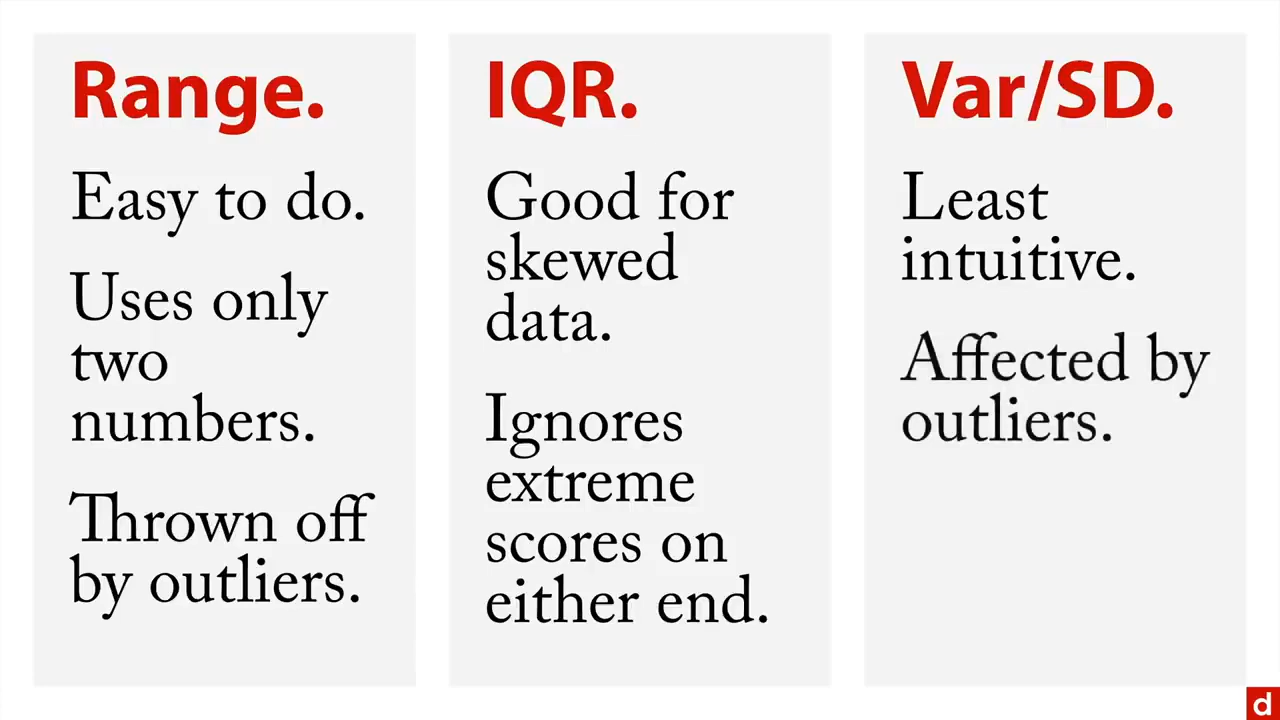 Range.
Easy to do.
Uses only
two
numbers.
Thrown off
by outliers.
IQR.
Good for
skewed
data.
Ignores
extreme
scores on
either end.
Var/SD.
Least
intuitive.
Affected by
outliers.
d